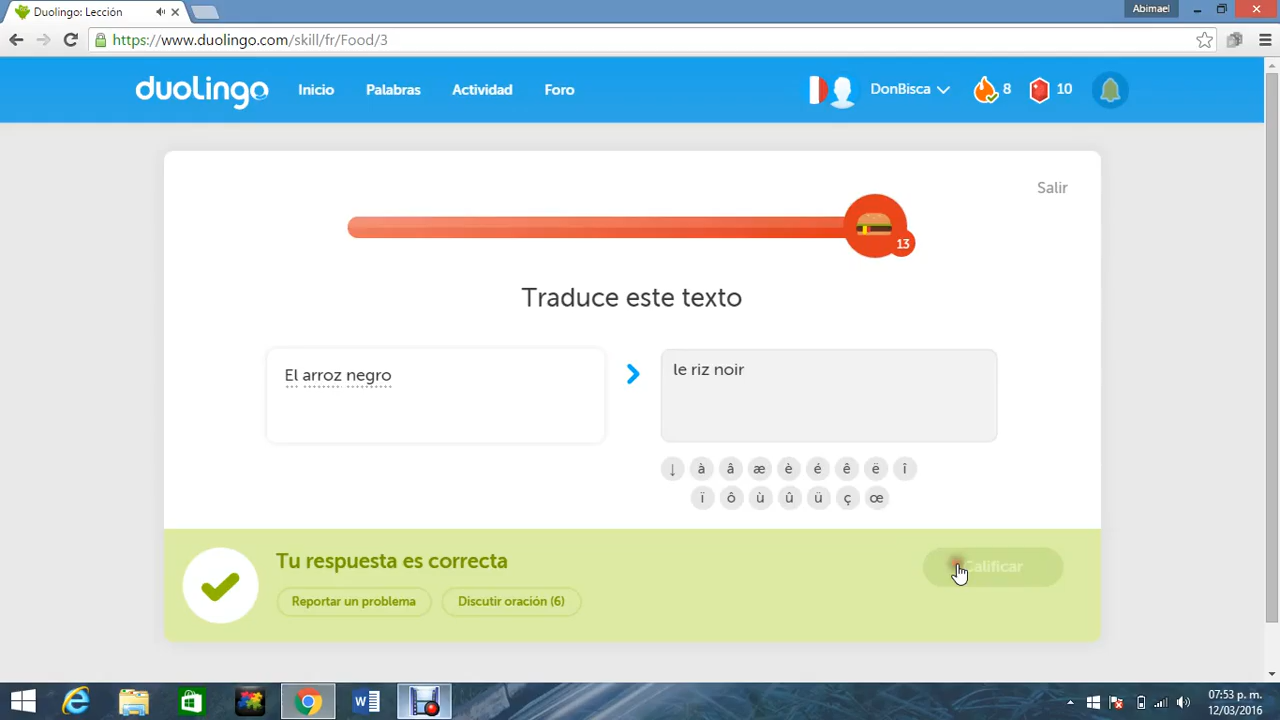 Duolingo: Lección
Abimael
https://www.duolingo.com/skill/fr/Food/3
duolingo
Inicio
Palabras
Actividad
Foro
DonBisca
8
10
Salir
13
Traduce este texto
El arroz negro
le riz noir
↓ à â æ è é ê ë î
ï ô ù û ü ç œ
Tu respuesta es correcta
Calificar
Reportar un problema
Discutir oración (6)
07:53 p. m.
12/03/2016